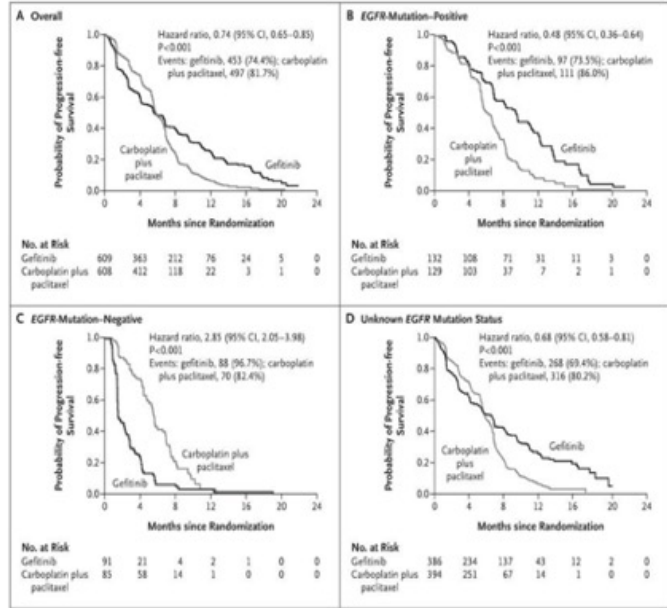 A Overall
Hazard ratio, 0.74 (95% CI, 0.65–0.85)
P<0.001
Events: gefitinib, 453 (74.4%); carboplatin
plus paclitaxel, 497 (81.7%)
Probability of Progression-free
Survival
1.0
0.8
0.6
0.4
0.2
0.0
Carboplatin
plus
paclitaxel
Gefitinib
0 4 8 12 16 20 24
Months since Randomization
No. at Risk
Gefitinib 609 363 212 76 24 5 0
Carboplatin plus 608 412 118 22 3 1 0
paclitaxel
B EGFR-Mutation–Positive
Hazard ratio, 0.48 (95% CI, 0.36–0.64)
P<0.001
Events: gefitinib, 97 (73.5%); carboplatin
plus paclitaxel, 111 (86.0%)
Probability of Progression-free
Survival
1.0
0.8
0.6
0.4
0.2
0.0
Carboplatin
plus
paclitaxel
Gefitinib
0 4 8 12 16 20 24
Months since Randomization
No. at Risk
Gefitinib 132 108 71 31 11 3 0
Carboplatin plus 129 103 37 7 2 1 0
paclitaxel
C EGFR-Mutation–Negative
Hazard ratio, 2.85 (95% CI, 2.05–3.98)
P<0.001
Events: gefitinib, 88 (96.7%); carboplatin
plus paclitaxel, 70 (82.4%)
Probability of Progression-free
Survival
1.0
0.8
0.6
0.4
0.2
0.0
Carboplatin plus
paclitaxel
Gefitinib
0 4 8 12 16 20 24
Months since Randomization
No. at Risk
Gefitinib 91 21 4 2 1 0 0
Carboplatin plus 85 58 14 1 0 0 0
paclitaxel
D Unknown EGFR Mutation Status
Hazard ratio, 0.68 (95% CI, 0.58–0.81)
P<0.001
Events: gefitinib, 268 (69.4%); carboplatin
plus paclitaxel, 316 (80.2%)
Probability of Progression-free
Survival
1.0
0.8
0.6
0.4
0.2
0.0
Carboplatin
plus
paclitaxel
Gefitinib
0 4 8 12 16 20 24
Months since Randomization
No. at Risk
Gefitinib 386 234 137 43 12 2 0
Carboplatin plus 394 251 67 14 1 0 0
paclitaxel